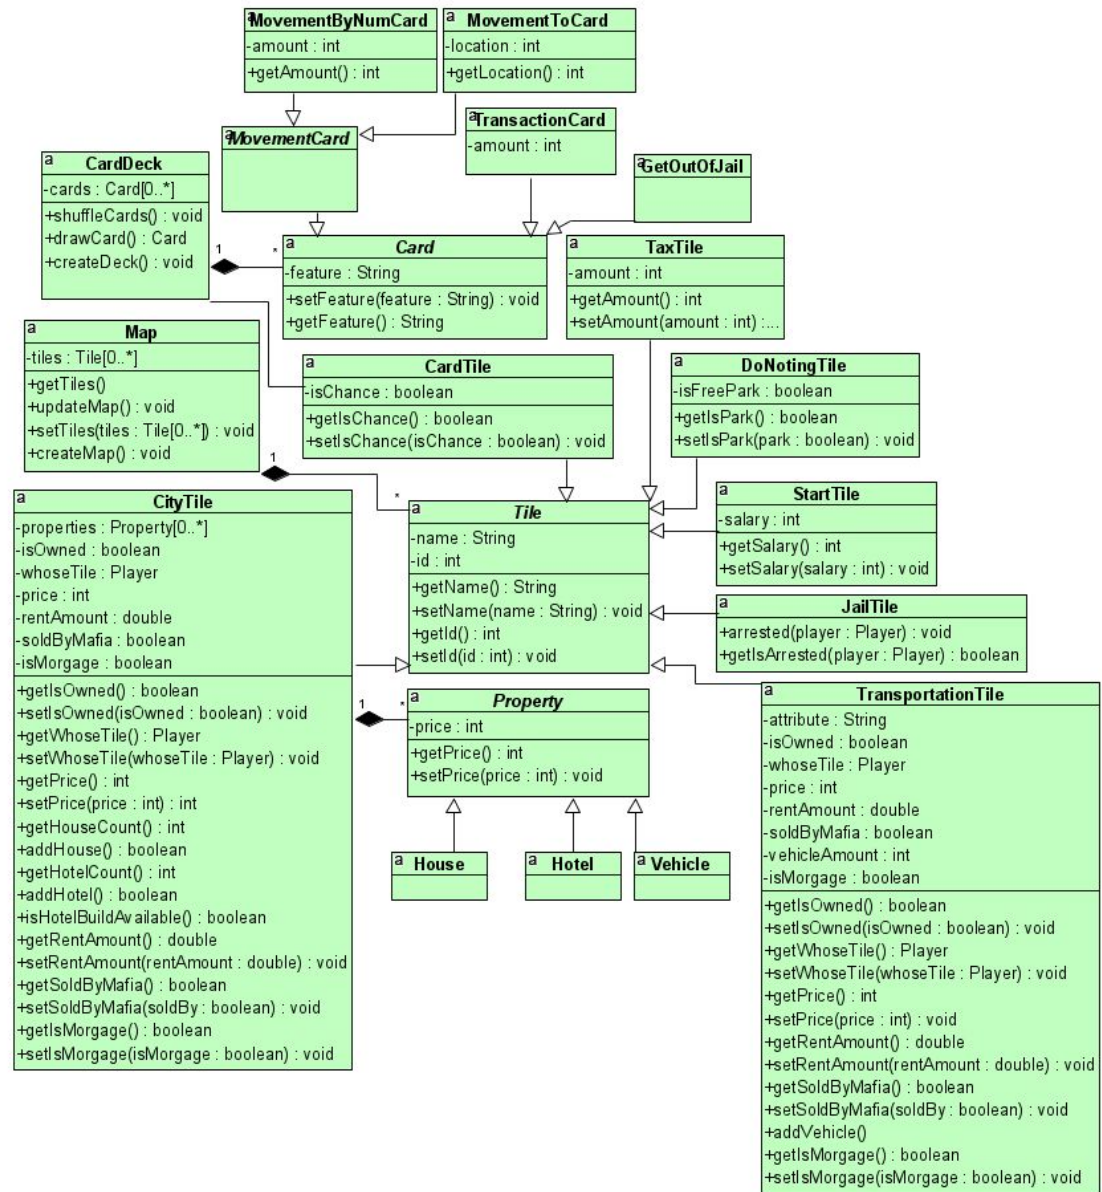 a MovementByNumCard
-amount : int
+getAmount() : int
a MovementToCard
-location : int
+getLocation() : int
a MovementCard
a TransactionCard
-amount : int
a GetOutOfJail
a CardDeck
-cards : Card[0..*]
+shuffleCards() : void
+drawCard() : Card
+createDeck() : void
1
*
a Card
-feature : String
+setFeature(feature : String) : void
+getFeature() : String
a TaxTile
-amount : int
+getAmount() : int
+setAmount(amount : int) :...
a Map
-tiles : Tile[0..*]
+getTiles()
+updateMap() : void
+setTiles(tiles : Tile[0..*]) : void
+createMap() : void
1
*
a CardTile
-isChance : boolean
+getIsChance() : boolean
+setIsChance(isChance : boolean) : void
a DoNotingTile
-isFreePark : boolean
+getIsPark() : boolean
+setIsPark(park : boolean) : void
a CityTile
-properties : Property[0..*]
-isOwned : boolean
-whoseTile : Player
-price : int
-rentAmount : double
-soldByMafia : boolean
-isMorgage : boolean
+getIsOwned() : boolean
+setIsOwned(isOwned : boolean) : void
+getWhoseTile() : Player
+setWhoseTile(whoseTile : Player) : void
+getPrice() : int
+setPrice(price : int) : int
+getHouseCount() : int
+addHouse() : boolean
+getHotelCount() : int
+addHotel() : boolean
+isHotelBuildAvailable() : boolean
+getRentAmount() : double
+setRentAmount(rentAmount : double) : void
+getSoldByMafia() : boolean
+setSoldByMafia(soldBy : boolean) : void
+getIsMorgage() : boolean
+setIsMorgage(isMorgage : boolean) : void
a Tile
-name : String
-id : int
+getName() : String
+setName(name : String) : void
+getId() : int
+setId(id : int) : void
a StartTile
-salary : int
+getSalary() : int
+setSalary(salary : int) : void
a JailTile
+arrested(player : Player) : void
+getIsArrested(player : Player) : boolean
1
*
a Property
-price : int
+getPrice() : int
+setPrice(price : int) : void
a House
a Hotel
a Vehicle
a TransportationTile
-attribute : String
-isOwned : boolean
-whoseTile : Player
-price : int
-rentAmount : double
-soldByMafia : boolean
-vehicleAmount : int
-isMorgage : boolean
+getIsOwned() : boolean
+setIsOwned(isOwned : boolean) : void
+getWhoseTile() : Player
+setWhoseTile(whoseTile : Player) : void
+getPrice() : int
+setPrice(price : int) : void
+getRentAmount() : double
+setRentAmount(rentAmount : double) : void
+getSoldByMafia() : boolean
+setSoldByMafia(soldBy : boolean) : void
+addVehicle()
+getIsMorgage() : boolean
+setIsMorgage(isMorgage : boolean) : void